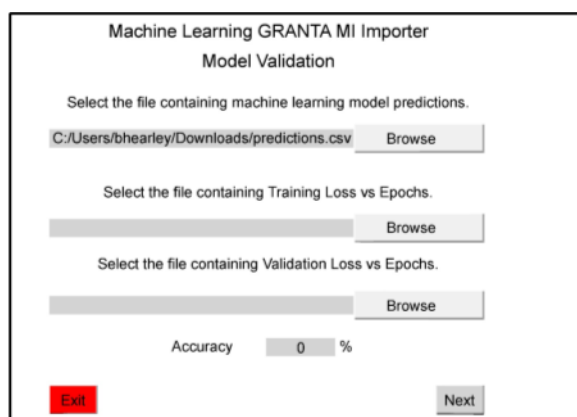 Machine Learning GRANTA MI Importer
Model Validation
Select the file containing machine learning model predictions.
C:/Users/bhearley/Downloads/predictions.csv Browse
Select the file containing Training Loss vs Epochs.
Browse
Select the file containing Validation Loss vs Epochs.
Browse
Accuracy 0 %
Exit Next